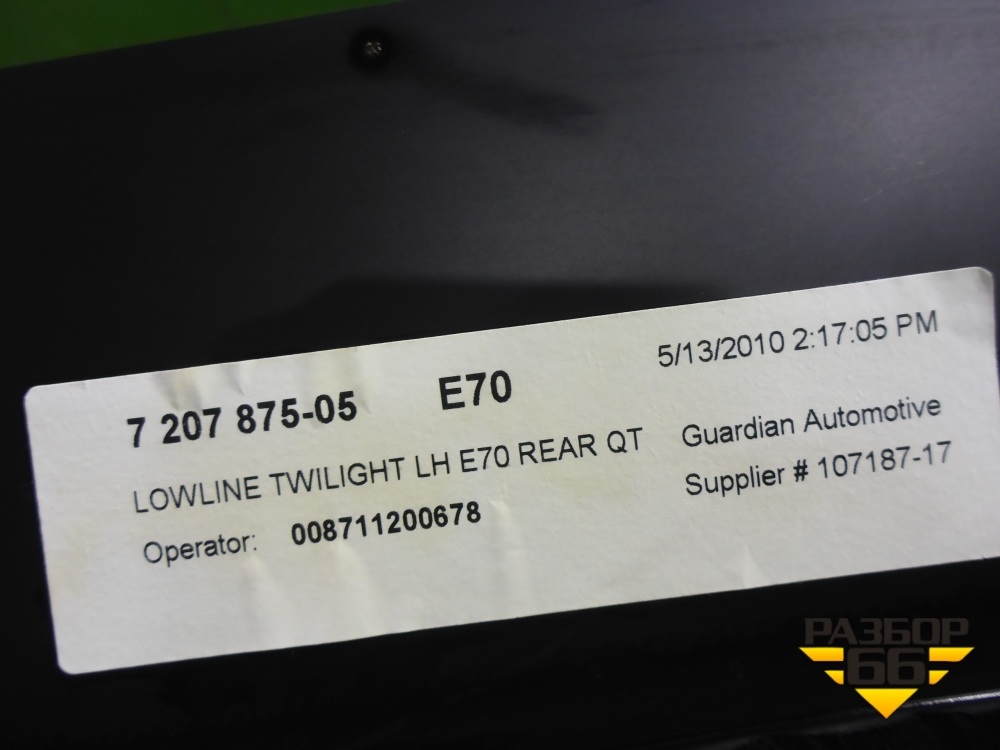 7 207 875-05 E70 5/13/2010 2:17:05 PM
LOWLINE TWILIGHT LH E70 REAR QT Guardian Automotive
Operator: 008711200678 Supplier # 107187-17
РАЗБОР
66